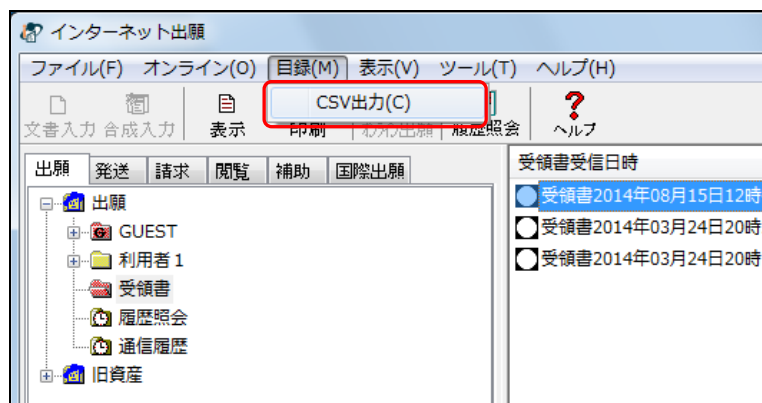 インターネット出願
ファイル(F) オンライン(O) 目録(M) 表示(V) ツール(T) ヘルプ(H)
CSV出力(C)
文書入力 合成入力 表示 印刷 わかん出願 履歴照会 ヘルプ
出願 発送 請求 閲覧 補助 国際出願
受領書受信日時
出願
受領書2014年08月15日12時
GUEST
受領書2014年03月24日20時
利用者1
受領書2014年03月24日20時
受領書
履歴照会
通信履歴
旧資産